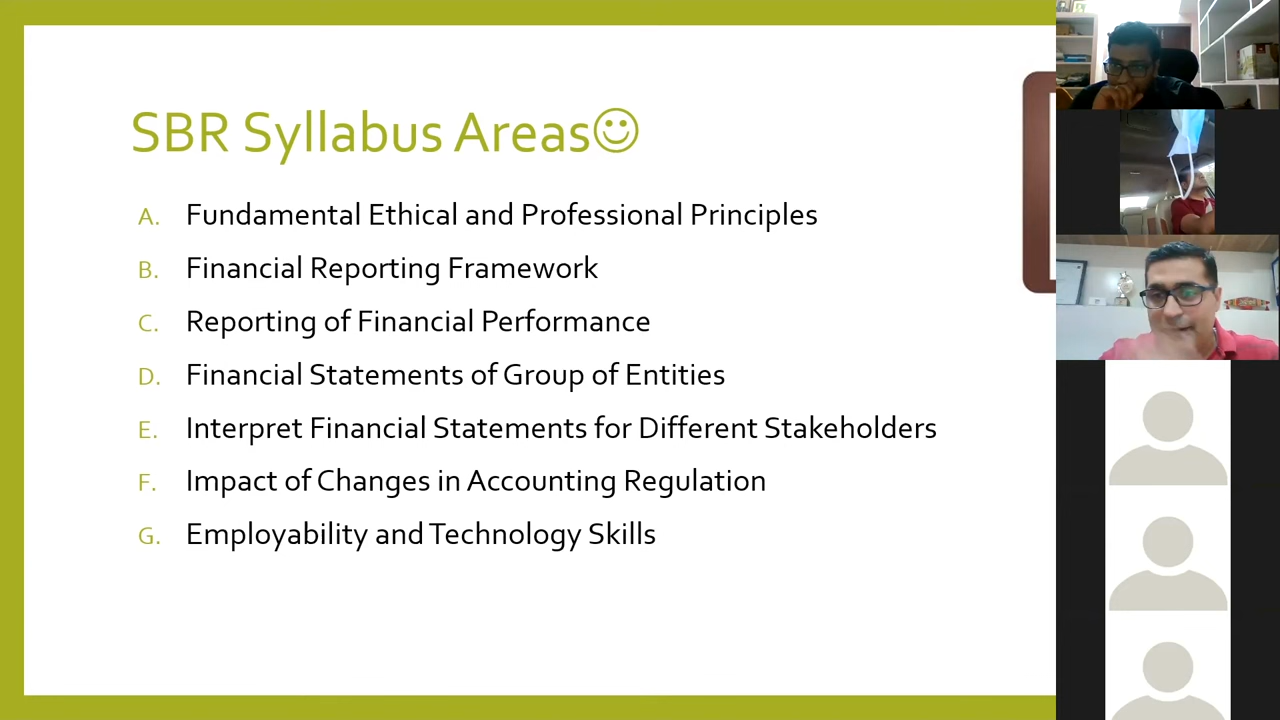 SBR Syllabus Areas☺
A. Fundamental Ethical and Professional Principles
B. Financial Reporting Framework
C. Reporting of Financial Performance
D. Financial Statements of Group of Entities
E. Interpret Financial Statements for Different Stakeholders
F. Impact of Changes in Accounting Regulation
G. Employability and Technology Skills